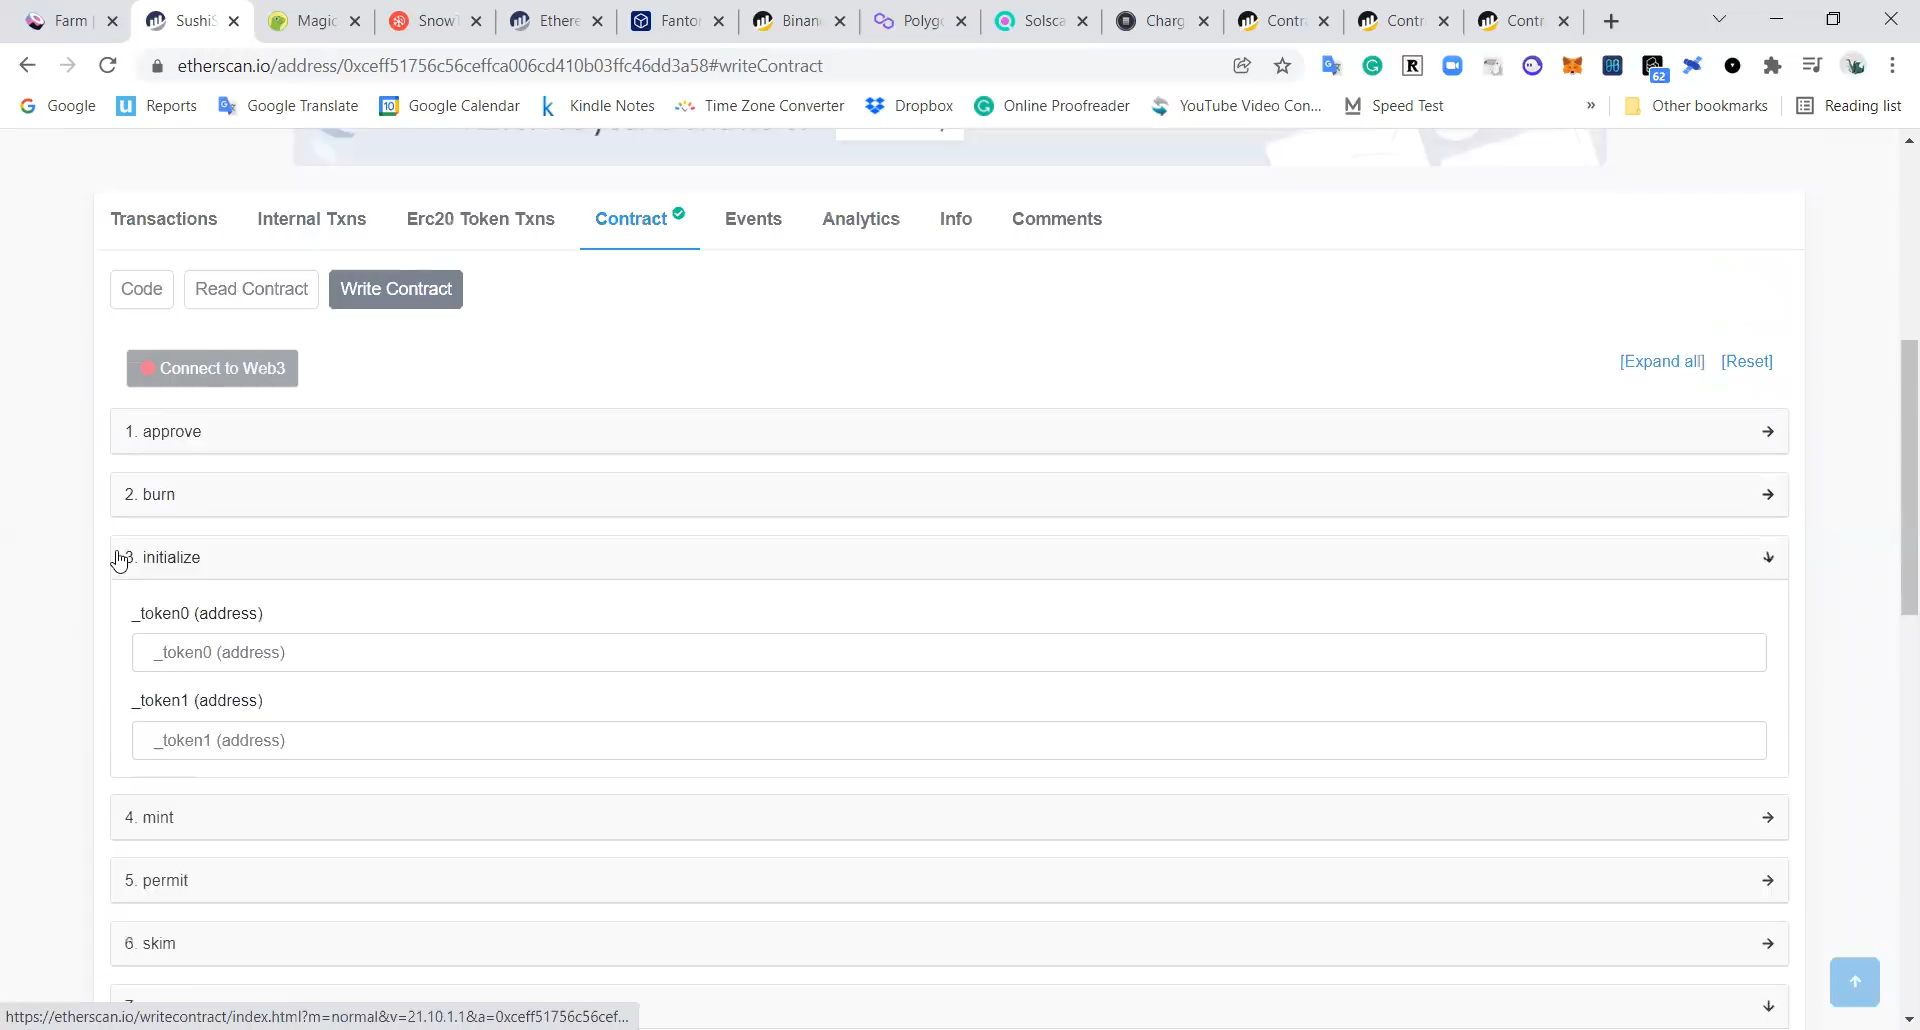 Farm |
SushiS
Magic
Snow
Ethere
Fanto
Binan
Polyg
Solsca
Charg
Contr
Contr
Contr
etherscan.io/address/0xceff51756c56ceffca006cd410b03ffc46dd3a58#writeContract
62
Google
Reports
Google Translate
10 Google Calendar
Kindle Notes
Time Zone Converter
Dropbox
Online Proofreader
YouTube Video Con...
Speed Test
»
Other bookmarks
Reading list
Transactions
Internal Txns
Erc20 Token Txns
Contract
Events
Analytics
Info
Comments
Code
Read Contract
Write Contract
Connect to Web3
[Expand all] [Reset]
1. approve
2. burn
3. initialize
_token0 (address)
_token0 (address)
_token1 (address)
_token1 (address)
4. mint
5. permit
6. skim
https://etherscan.io/writecontract/index.html?m=normal&v=21.10.1.1&a=0xceff51756c56cef...